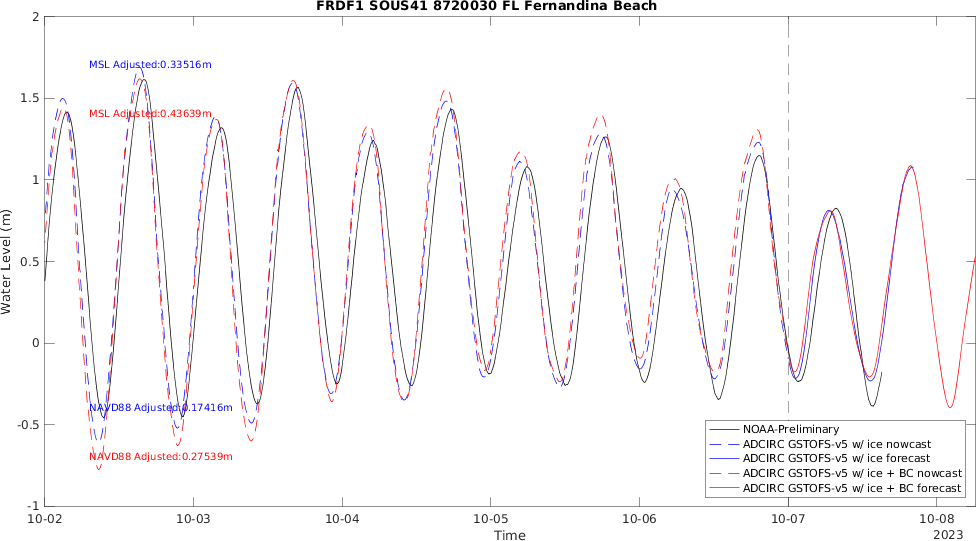 FRDF1 SOUS41 8720030 FL Fernandina Beach
2
1.5
1
0.5
0
-0.5
-1
Water Level (m)
MSL Adjusted:0.33516m
MSL Adjusted:0.43639m
NAVD88 Adjusted:0.17416m
NAVD88 Adjusted:0.27539m
NOAA-Preliminary
ADCIRC GSTOFS-v5 w/ ice nowcast
ADCIRC GSTOFS-v5 w/ ice forecast
ADCIRC GSTOFS-v5 w/ ice + BC nowcast
ADCIRC GSTOFS-v5 w/ ice + BC forecast
10-02 10-03 10-04 10-05 10-06 10-07 10-08
Time
2023